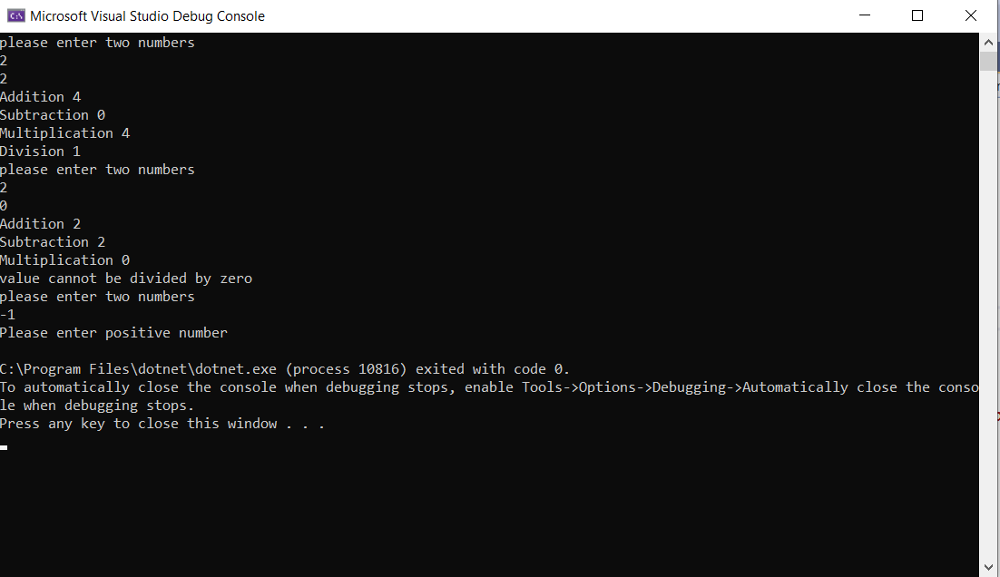 Microsoft Visual Studio Debug Console
please enter two numbers
2
2
Addition 4
Subtraction 0
Multiplication 4
Division 1
please enter two numbers
2
0
Addition 2
Subtraction 2
Multiplication 0
value cannot be divided by zero
please enter two numbers
-1
Please enter positive number
C:\Program Files\dotnet\dotnet.exe (process 10816) exited with code 0.
To automatically close the console when debugging stops, enable Tools->Options->Debugging->Automatically close the conso
le when debugging stops.
Press any key to close this window . . .